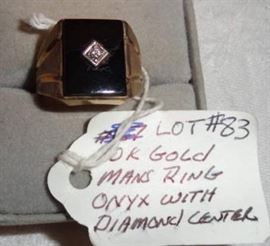 LOT #83
10K GOLD
MANS RING
ONYX WITH
DIAMOND CENTER